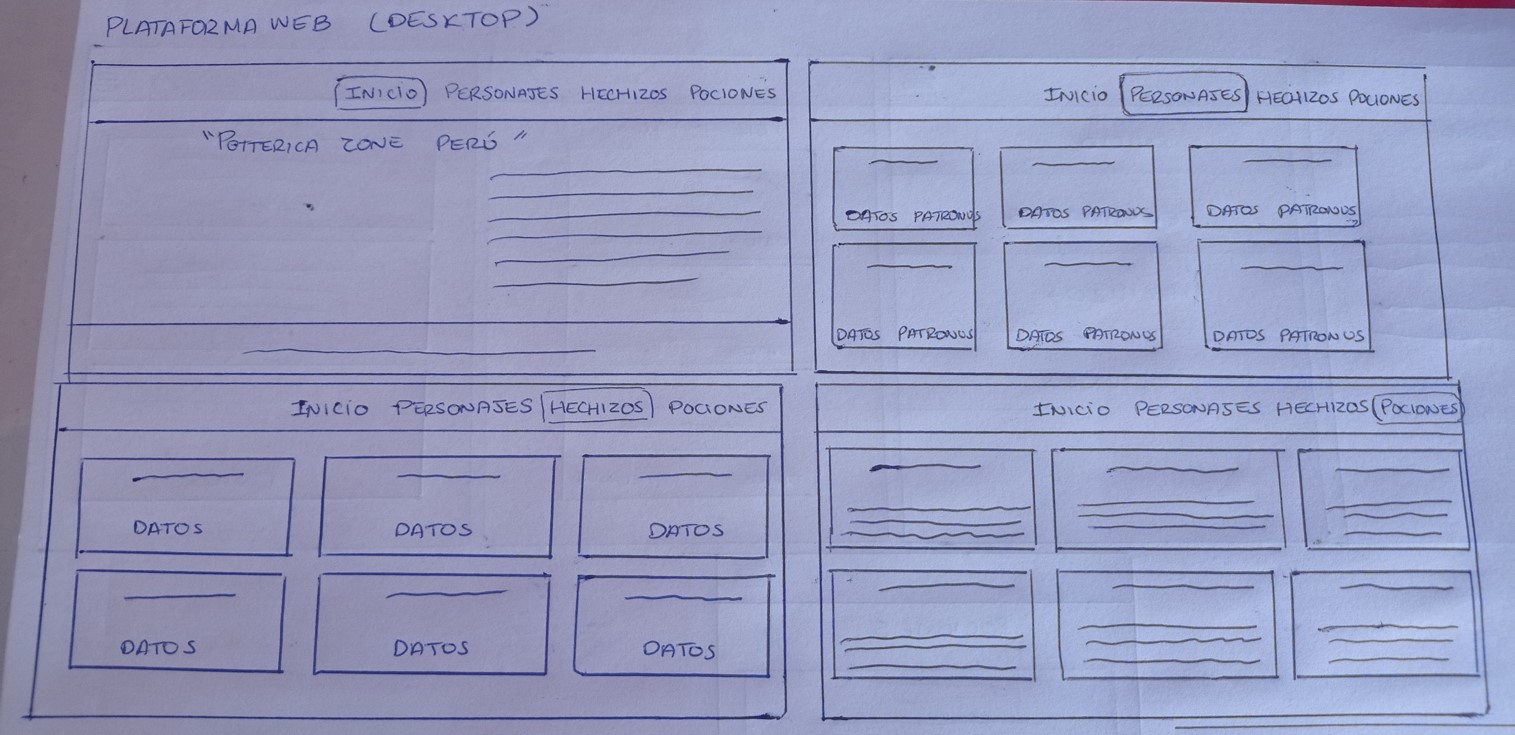 PLATAFORMA WEB (DESKTOP)
INICIO PERSONAJES HECHIZOS POCIONES
"POTTERICA ZONE PERÚ"
INICIO PERSONAJES HECHIZOS POCIONES
DATOS PATRONUS DATOS PATRONUS DATOS PATRONUS
DATOS PATRONUS DATOS PATRONUS DATOS PATRONUS
INICIO PERSONAJES HECHIZOS POCIONES
DATOS DATOS DATOS
DATOS DATOS DATOS
INICIO PERSONAJES HECHIZOS POCIONES